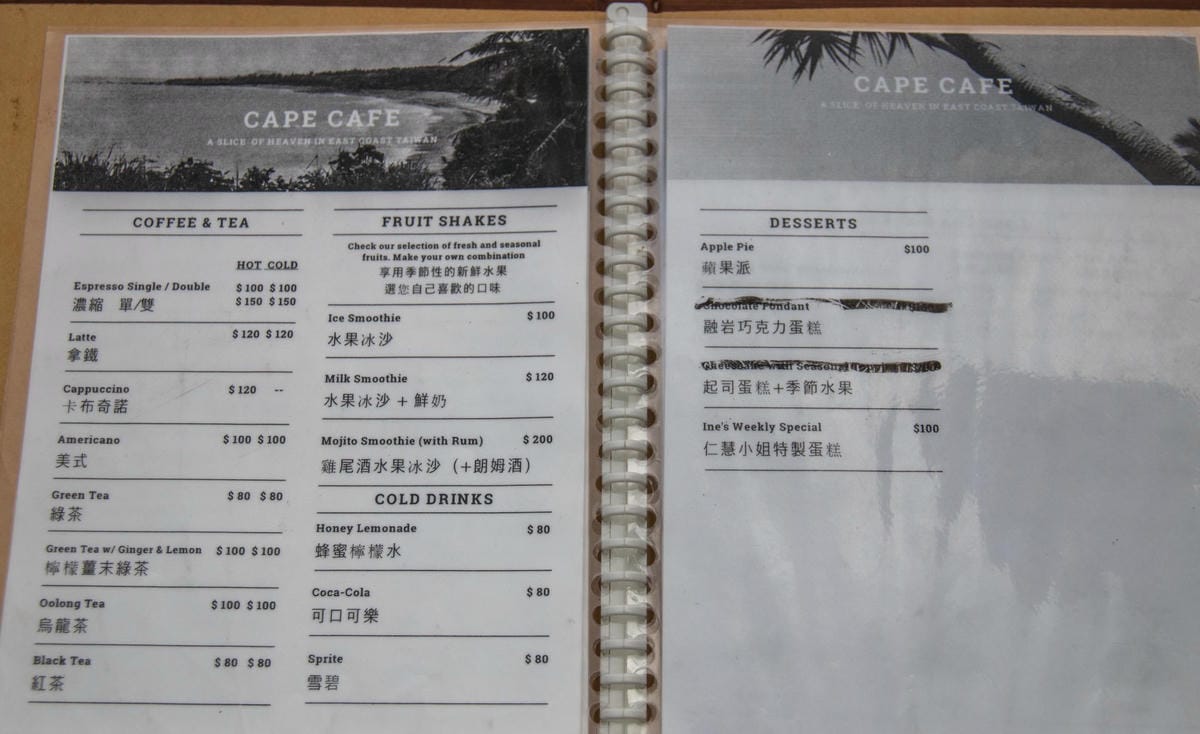 CAPE CAFE
A SLICE OF HEAVEN IN EAST COAST TAIWAN
COFFEE & TEA
HOT COLD
Espresso Single / Double $ 100 $ 100
濃縮 單/雙 $ 150 $ 150
Latte $ 120 $ 120
拿鐵
Cappuccino $ 120 --
卡布奇諾
Americano $ 100 $ 100
美式
Green Tea $ 80 $ 80
綠茶
Green Tea w/ Ginger & Lemon $ 100 $ 100
檸檬薑末綠茶
Oolong Tea $ 100 $ 100
烏龍茶
Black Tea $ 80 $ 80
紅茶
FRUIT SHAKES
Check our selection of fresh and seasonal
fruits. Make your own combination
享用季節性的新鮮水果
選您自己喜歡的口味
Ice Smoothie $ 100
水果冰沙
Milk Smoothie $ 120
水果冰沙 + 鮮奶
Mojito Smoothie (with Rum) $ 200
雞尾酒水果冰沙 (+朗姆酒)
COLD DRINKS
Honey Lemonade $ 80
蜂蜜檸檬水
Coca-Cola $ 80
可口可樂
Sprite $ 80
雪碧
CAPE CAFE
A SLICE OF HEAVEN IN EAST COAST TAIWAN
DESSERTS
Apple Pie $100
蘋果派
Chocolate Fondant
融岩巧克力蛋糕
Cheesecake with Seasonal Topping
起司蛋糕+季節水果
Ine's Weekly Special $100
仁慧小姐特製蛋糕